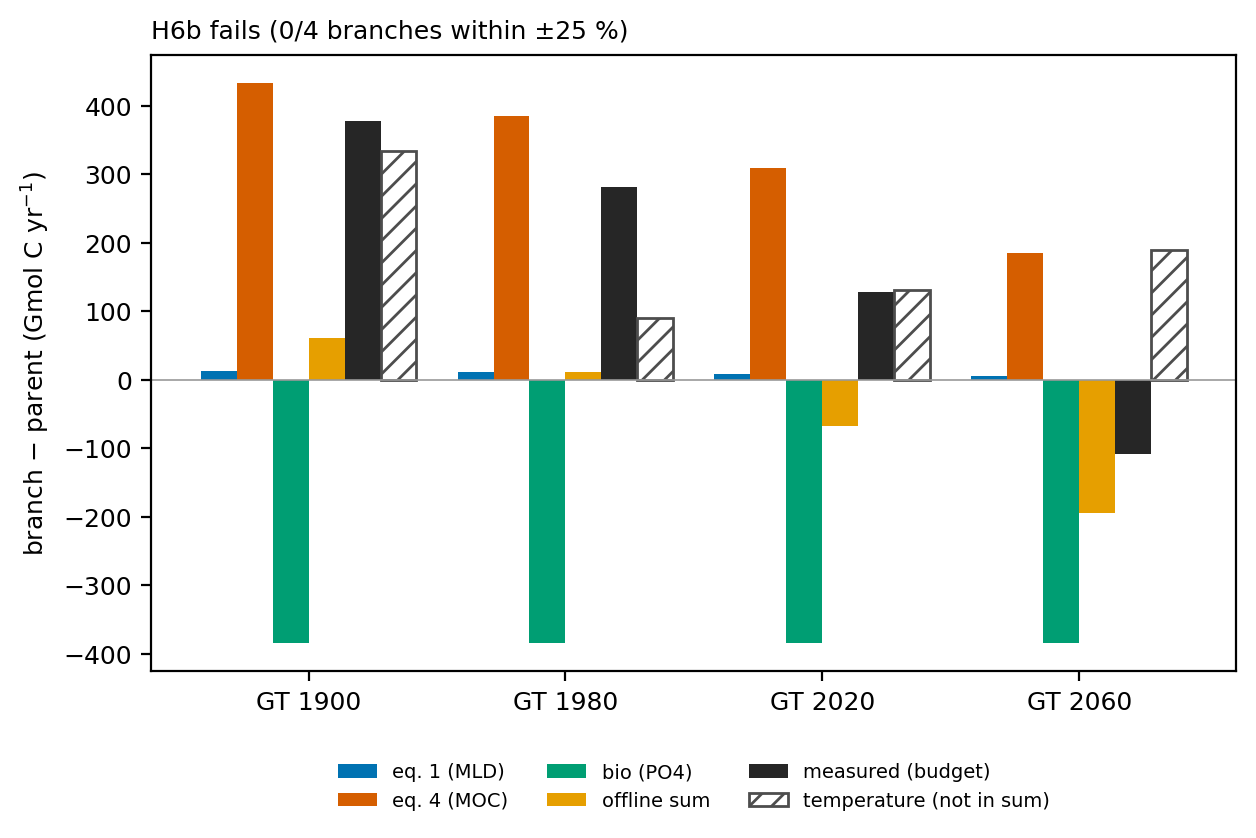 H6b fails (0/4 branches within ±25 %)
branch − parent (Gmol C yr⁻¹)
400
300
200
100
0
−100
−200
−300
−400
GT 1900
GT 1980
GT 2020
GT 2060
eq. 1 (MLD)
eq. 4 (MOC)
bio (PO4)
offline sum
measured (budget)
temperature (not in sum)